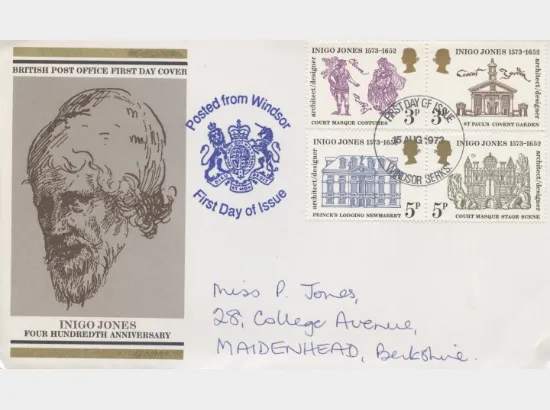 BRITISH POST OFFICE FIRST DAY COVER
INIGO JONES
FOUR HUNDREDTH ANNIVERSARY
Posted from Windsor
First Day of Issue
INIGO JONES 1573-1652
architect/designer
3P
COURT MASQUE COSTUMES
INIGO JONES 1573-1652
architect/designer
Covent Garden
3P
ST PAUL'S COVENT GARDEN
INIGO JONES 1573-1652
architect/designer
5P
PRINCE'S LODGING NEWMARKET
INIGO JONES 1573-1652
architect/designer
5P
COURT MASQUE STAGE SCENE
FIRST DAY OF ISSUE
15 AUG 1973
WINDSOR BERKS.
Miss P. Jones,
28, College Avenue,
MAIDENHEAD, Berkshire.